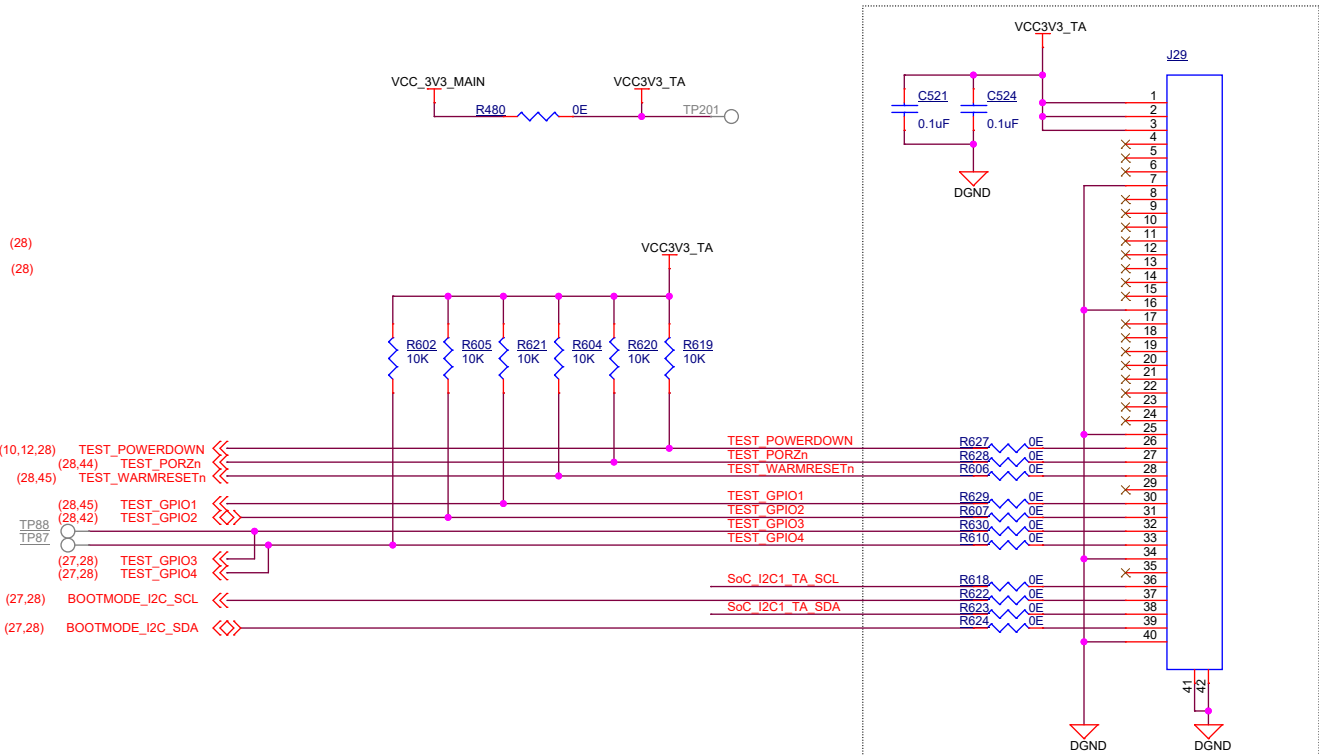 VCC3V3_TA
J29
VCC_3V3_MAIN VCC3V3_TA
R480 0E TP201
C521 C524
0.1uF 0.1uF
DGND
1
2
3
4
5
6
7
8
9
10
11
12
13
14
15
16
17
18
19
20
21
22
23
24
25
26
27
28
29
30
31
32
33
34
35
36
37
38
39
40
41
42
(28)
(28)
VCC3V3_TA
R602 R605 R621 R604 R620 R619
10K 10K 10K 10K 10K 10K
(10,12,28) TEST_POWERDOWN TEST_POWERDOWN R627 0E
(28,44) TEST_PORZn TEST_PORZn R628 0E
(28,45) TEST_WARMRESETn TEST_WARMRESETn R606 0E
(28,45) TEST_GPIO1 TEST_GPIO1 R629 0E
(28,42) TEST_GPIO2 TEST_GPIO2 R607 0E
TP88 TEST_GPIO3 R630 0E
TP87 TEST_GPIO4 R610 0E
(27,28) TEST_GPIO3
(27,28) TEST_GPIO4
SoC_I2C1_TA_SCL R618 0E
(27,28) BOOTMODE_I2C_SCL R622 0E
SoC_I2C1_TA_SDA R623 0E
(27,28) BOOTMODE_I2C_SDA R624 0E
DGND DGND